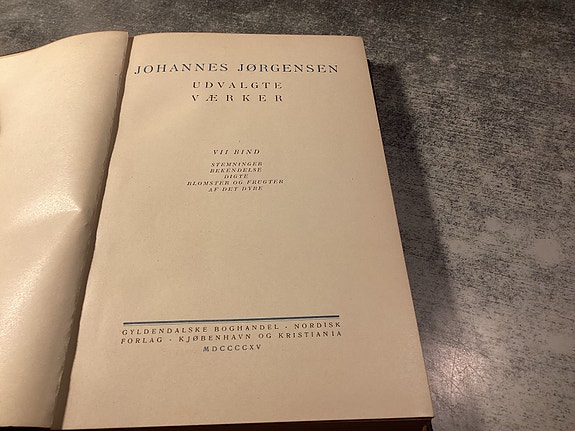 JOHANNES JØRGENSEN
UDVALGTE
VÆRKER
VII BIND
STEMNINGER
BEKENDELSE
DIGTE
BLOMSTER OG FRUGTER
AF DET DYBE
GYLDENDALSKE BOGHANDEL · NORDISK
FORLAG · KJØBENHAVN OG KRISTIANIA
MDCCCCXV